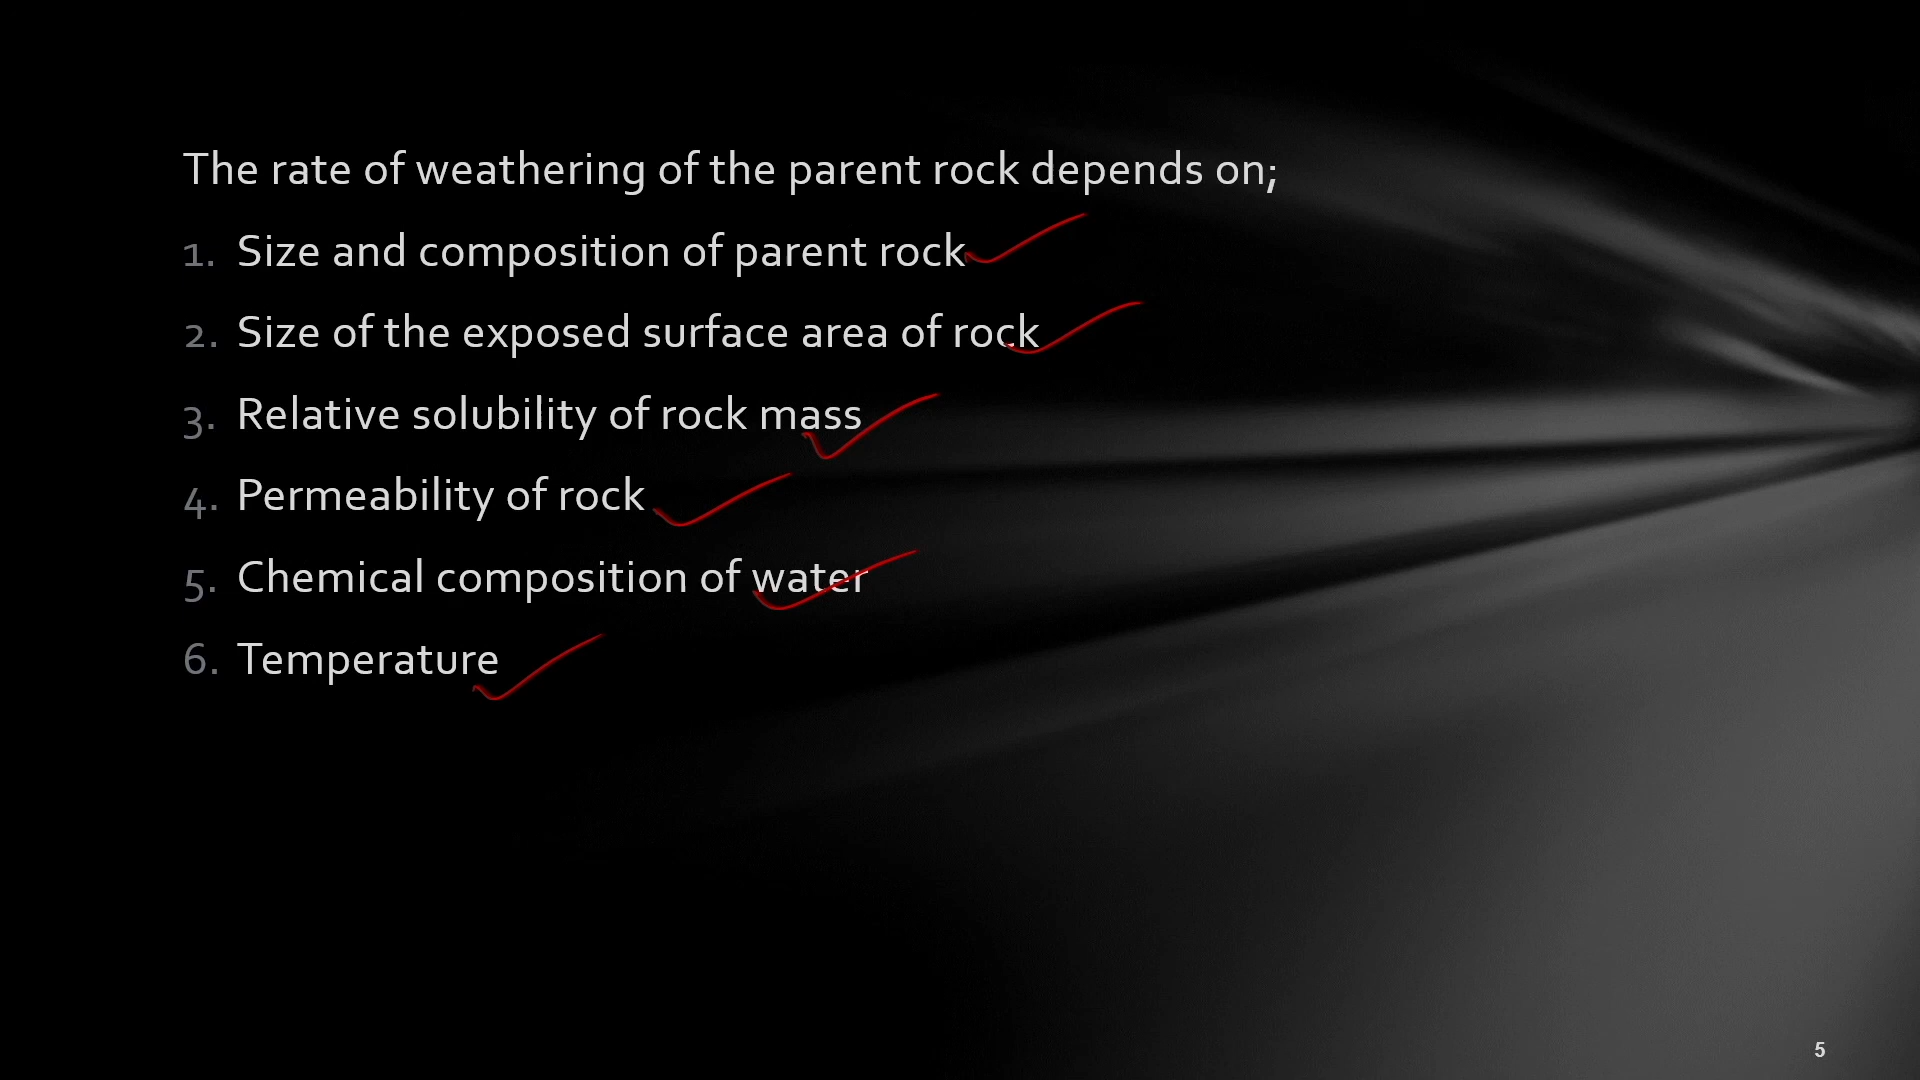 The rate of weathering of the parent rock depends on;
1. Size and composition of parent rock
2. Size of the exposed surface area of rock
3. Relative solubility of rock mass
4. Permeability of rock
5. Chemical composition of water
6. Temperature
5